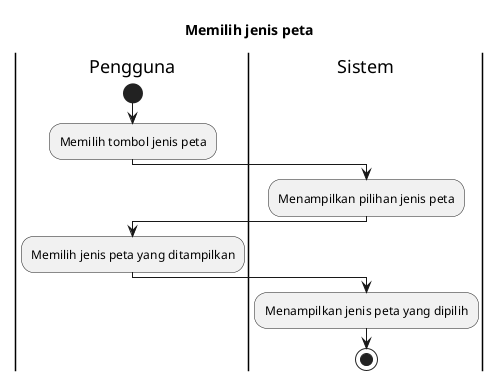 Memilih jenis peta
Pengguna
Sistem
Memilih tombol jenis peta
Menampilkan pilihan jenis peta
Memilih jenis peta yang ditampilkan
Menampilkan jenis peta yang dipilih